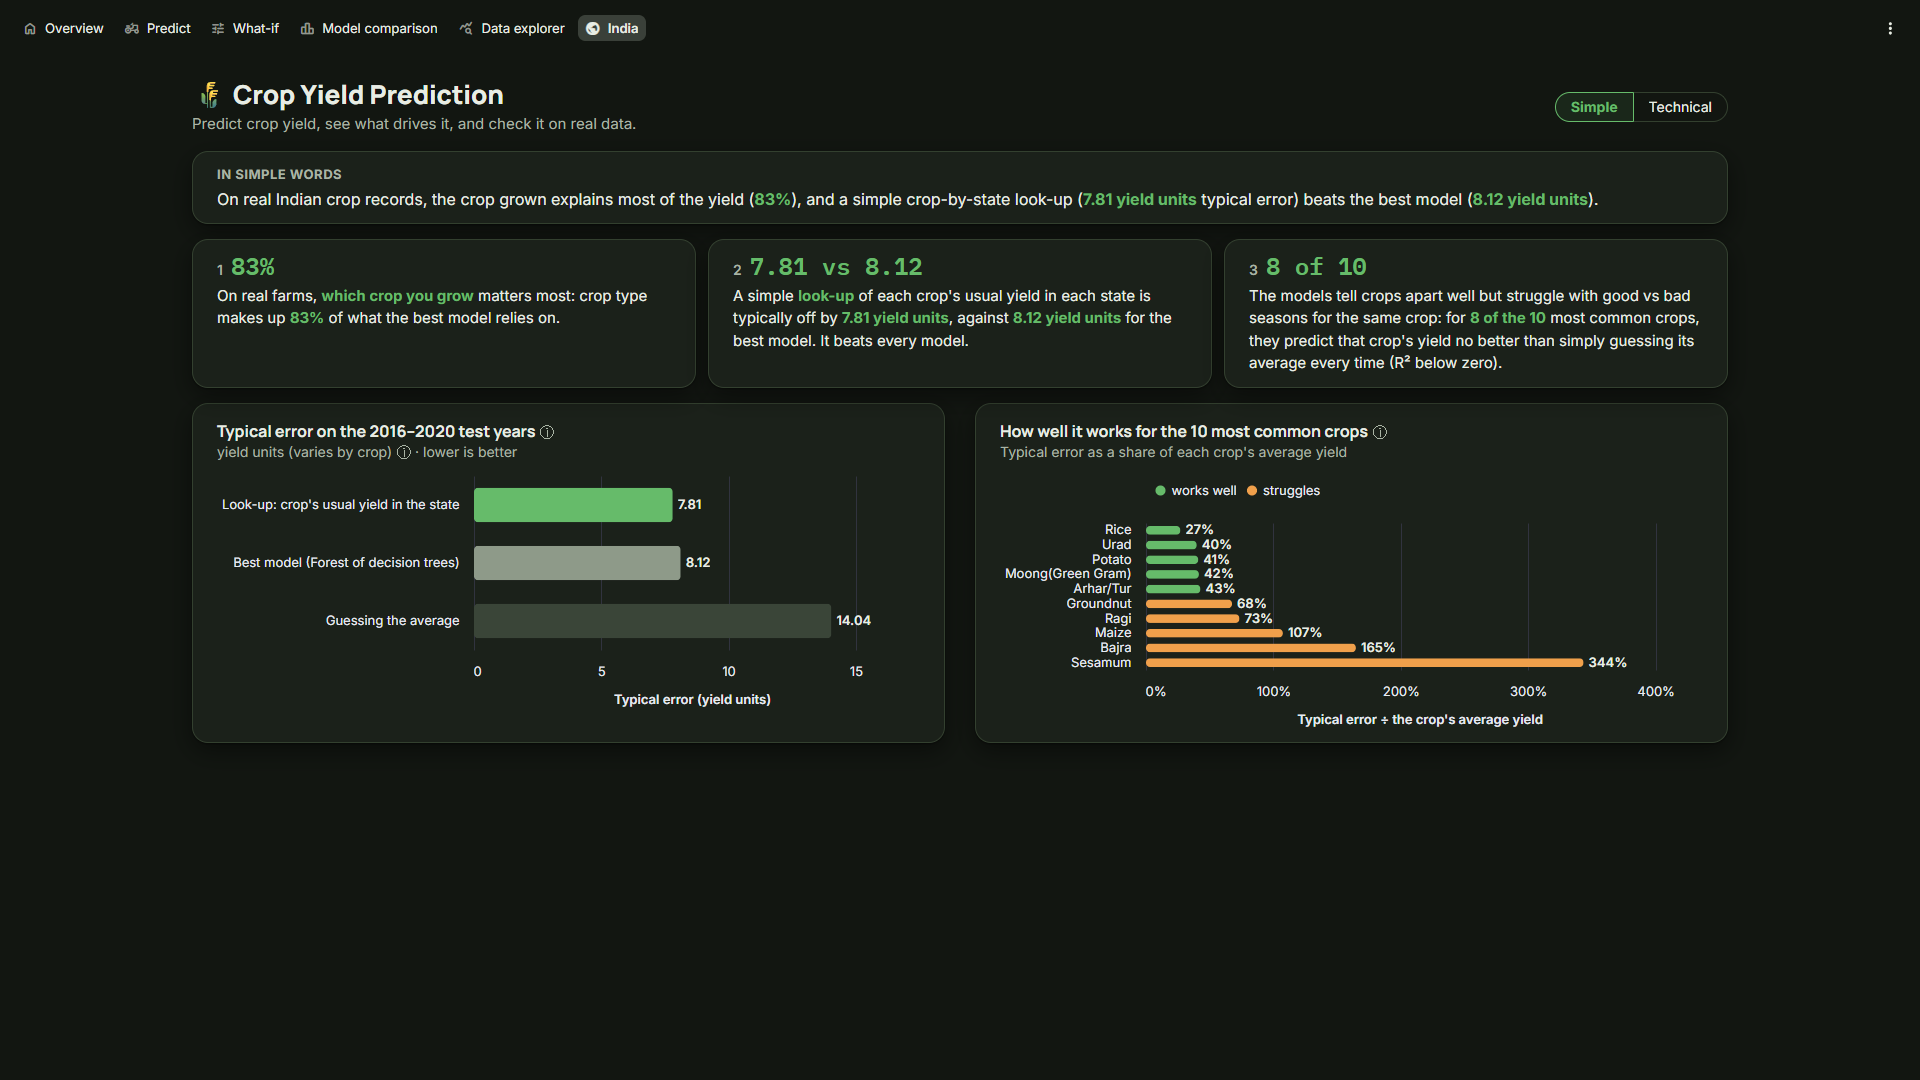 Overview
Predict
What-if
Model comparison
Data explorer
India
Crop Yield Prediction
Predict crop yield, see what drives it, and check it on real data.
Simple
Technical
IN SIMPLE WORDS
On real Indian crop records, the crop grown explains most of the yield (83%), and a simple crop-by-state look-up (7.81 yield units typical error) beats the best model (8.12 yield units).
1 83%
On real farms, which crop you grow matters most: crop type
makes up 83% of what the best model relies on.
2 7.81 vs 8.12
A simple look-up of each crop's usual yield in each state is
typically off by 7.81 yield units, against 8.12 yield units for the
best model. It beats every model.
3 8 of 10
The models tell crops apart well but struggle with good vs bad
seasons for the same crop: for 8 of the 10 most common crops,
they predict that crop's yield no better than simply guessing its
average every time (R² below zero).
Typical error on the 2016–2020 test years ⓘ
yield units (varies by crop) ⓘ · lower is better
Look-up: crop's usual yield in the state 7.81
Best model (Forest of decision trees) 8.12
Guessing the average 14.04
0 5 10 15
Typical error (yield units)
How well it works for the 10 most common crops ⓘ
Typical error as a share of each crop's average yield
works well struggles
Rice 27%
Urad 40%
Potato 41%
Moong(Green Gram) 42%
Arhar/Tur 43%
Groundnut 68%
Ragi 73%
Maize 107%
Bajra 165%
Sesamum 344%
0% 100% 200% 300% 400%
Typical error ÷ the crop's average yield